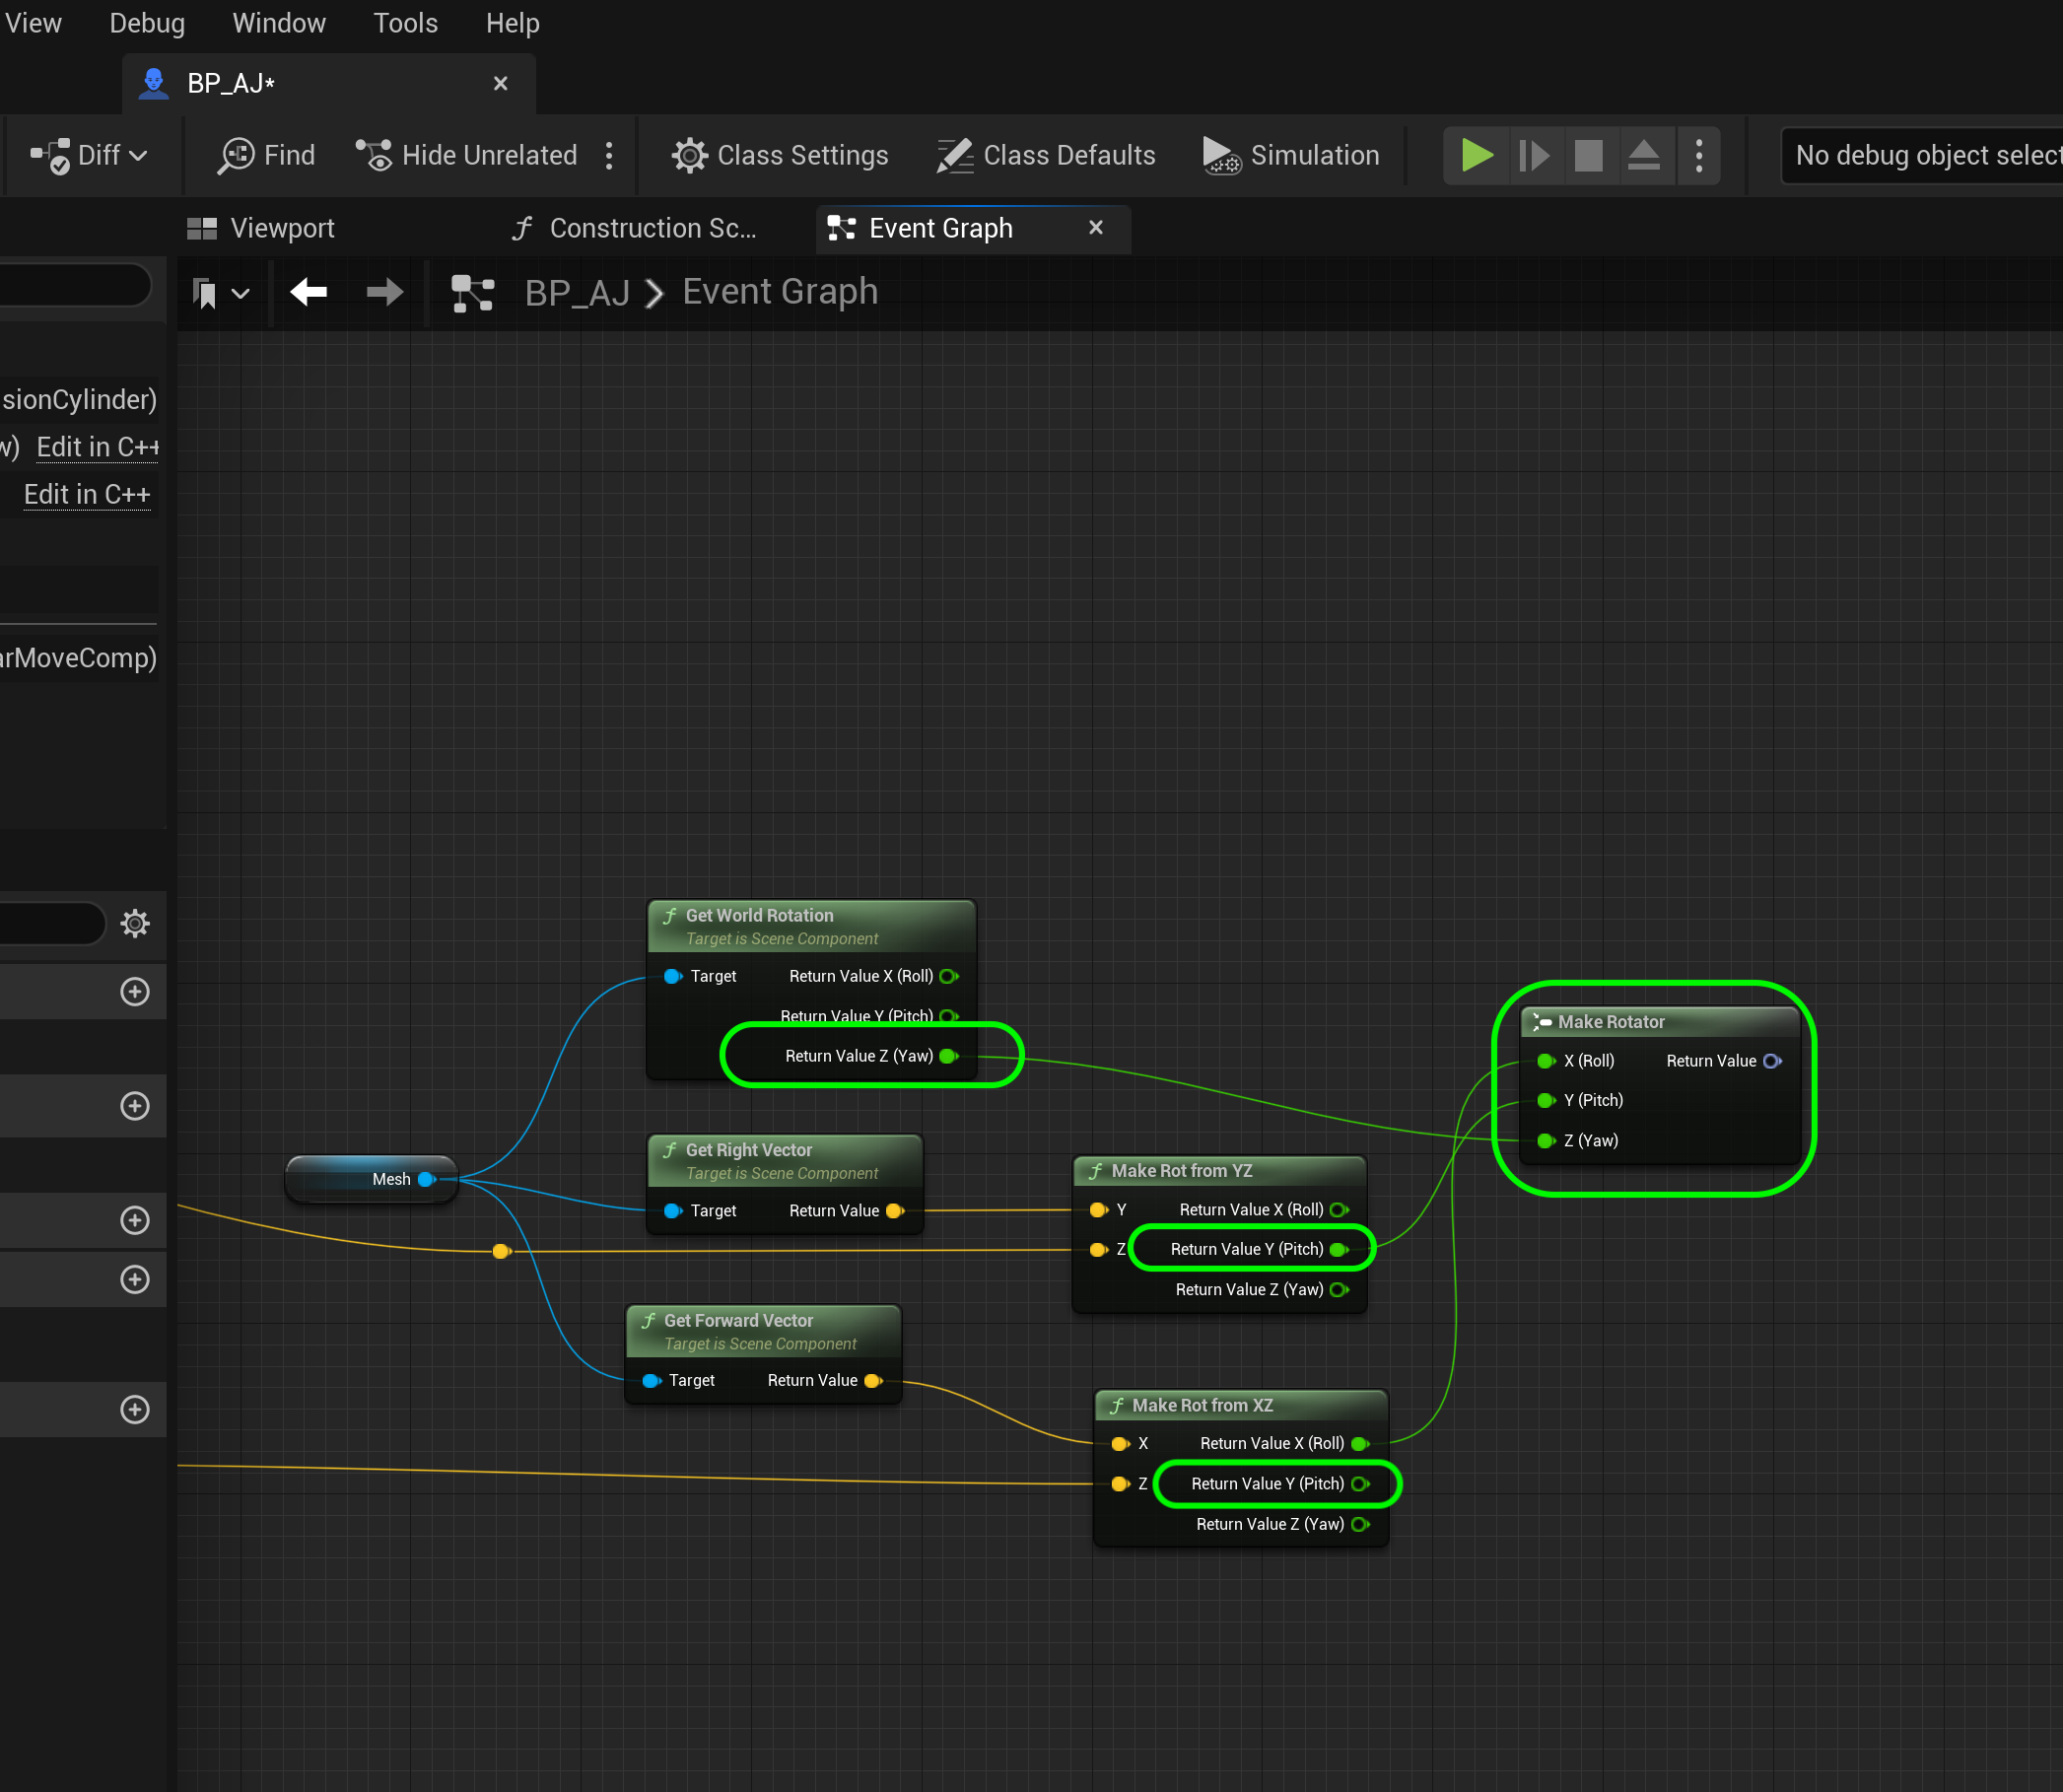 View Debug Window Tools Help
BP_AJ*
Diff Find Hide Unrelated Class Settings Class Defaults Simulation No debug object select
Viewport Construction Sc... Event Graph
BP_AJ > Event Graph
sionCylinder)
w) Edit in C++
Edit in C++
arMoveComp)
Get World Rotation
Target is Scene Component
Target Return Value X (Roll)
Return Value Y (Pitch)
Return Value Z (Yaw)
Make Rotator
X (Roll) Return Value
Y (Pitch)
Z (Yaw)
Mesh
Get Right Vector
Target is Scene Component
Target Return Value
Make Rot from YZ
Y Return Value X (Roll)
Z Return Value Y (Pitch)
Return Value Z (Yaw)
Get Forward Vector
Target is Scene Component
Target Return Value
Make Rot from XZ
X Return Value X (Roll)
Z Return Value Y (Pitch)
Return Value Z (Yaw)